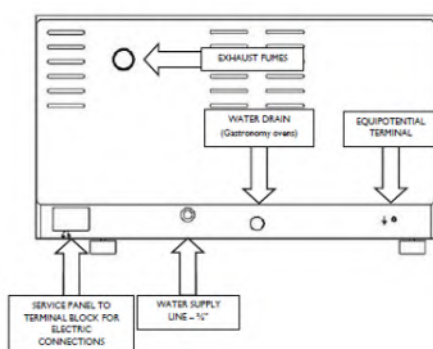 EXHAUST FUMES
WATER DRAIN
(Gastronomy ovens)
EQUIPOTENTIAL
TERMINAL
SERVICE PANEL TO
TERMINAL BLOCK FOR
ELECTRIC
CONNECTIONS
WATER SUPPLY
LINE – ¾"